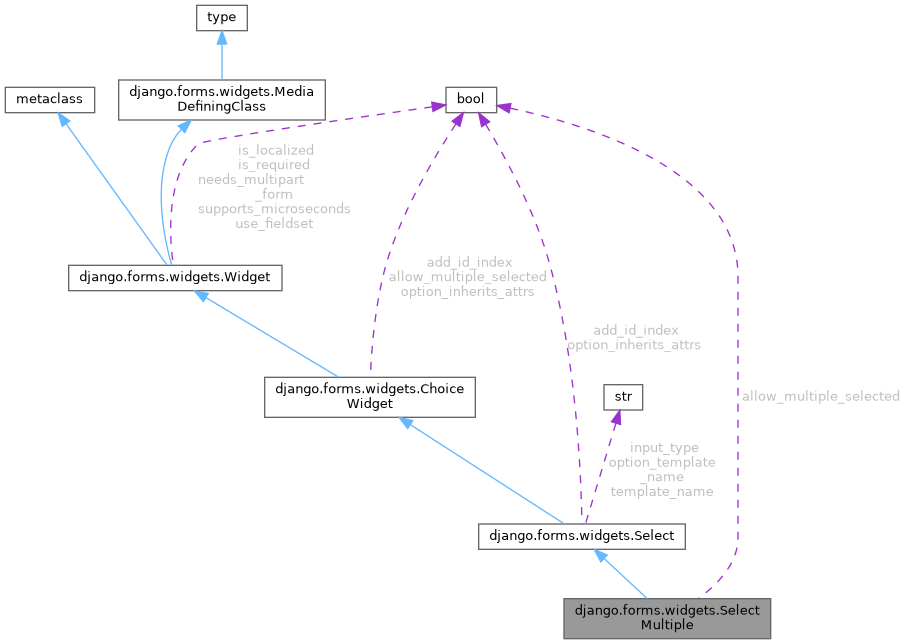 type
django.forms.widgets.Media
DefiningClass
metaclass
bool
is_localized
is_required
needs_multipart
_form
supports_microseconds
use_fieldset
django.forms.widgets.Widget
add_id_index
allow_multiple_selected
option_inherits_attrs
add_id_index
option_inherits_attrs
django.forms.widgets.Choice
Widget
str
allow_multiple_selected
input_type
option_template
_name
template_name
django.forms.widgets.Select
django.forms.widgets.Select
Multiple